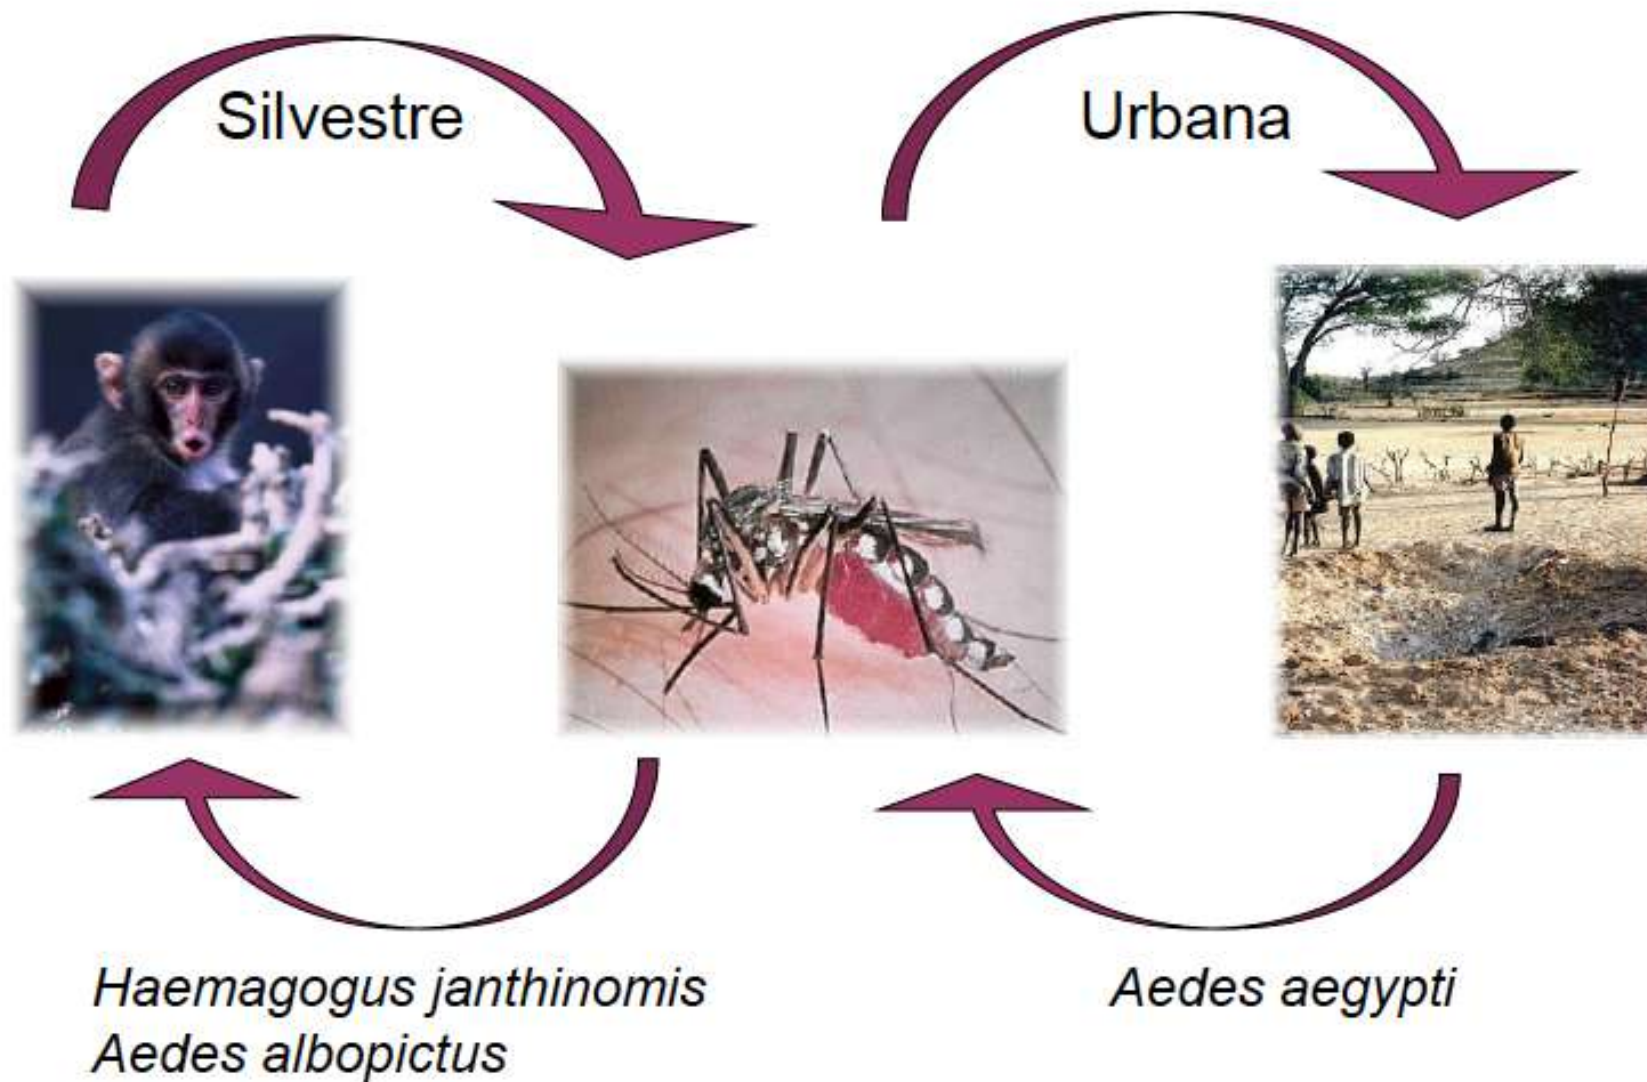 Silvestre
Urbana
Haemagogus janthinomis
Aedes albopictus
Aedes aegypti